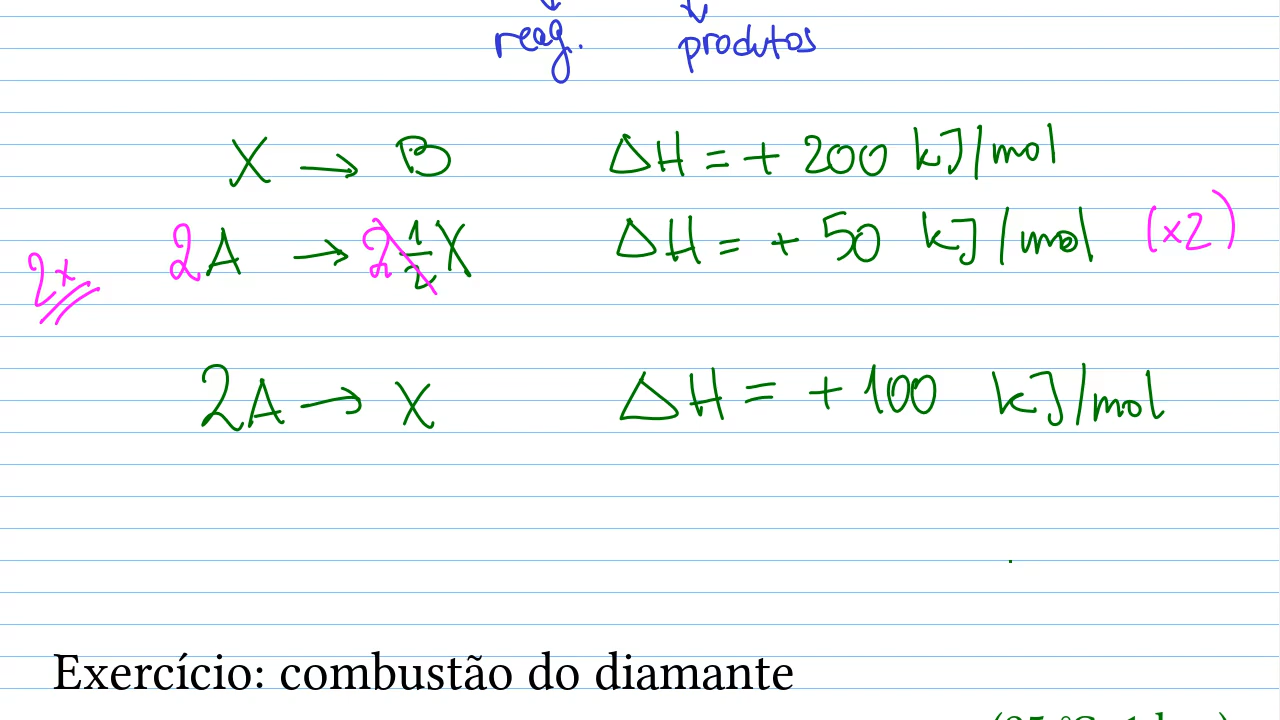 reag. produtos
X → B ΔH = + 200 kJ/mol
2A → 2 1/2 X ΔH = + 50 kJ/mol (x2)
2x
2A → X ΔH = + 100 kJ/mol
Exercício: combustão do diamante